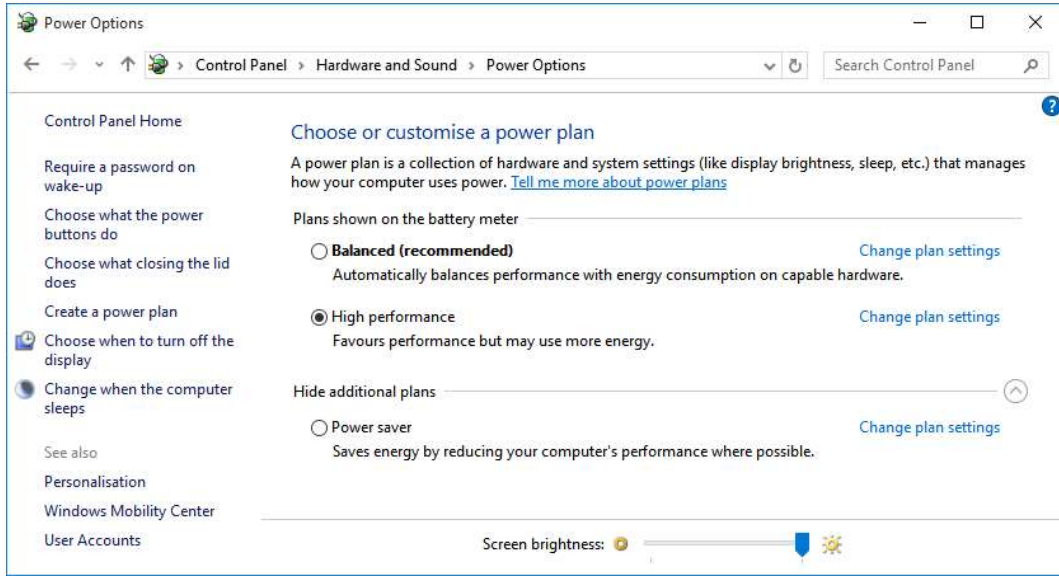 Power Options
Control Panel > Hardware and Sound > Power Options
Search Control Panel
?
Control Panel Home
Require a password on
wake-up
Choose what the power
buttons do
Choose what closing the lid
does
Create a power plan
Choose when to turn off the
display
Change when the computer
sleeps
See also
Personalisation
Windows Mobility Center
User Accounts
Choose or customise a power plan
A power plan is a collection of hardware and system settings (like display brightness, sleep, etc.) that manages
how your computer uses power. Tell me more about power plans
Plans shown on the battery meter
Balanced (recommended) Change plan settings
Automatically balances performance with energy consumption on capable hardware.
High performance Change plan settings
Favours performance but may use more energy.
Hide additional plans
Power saver Change plan settings
Saves energy by reducing your computer's performance where possible.
Screen brightness: